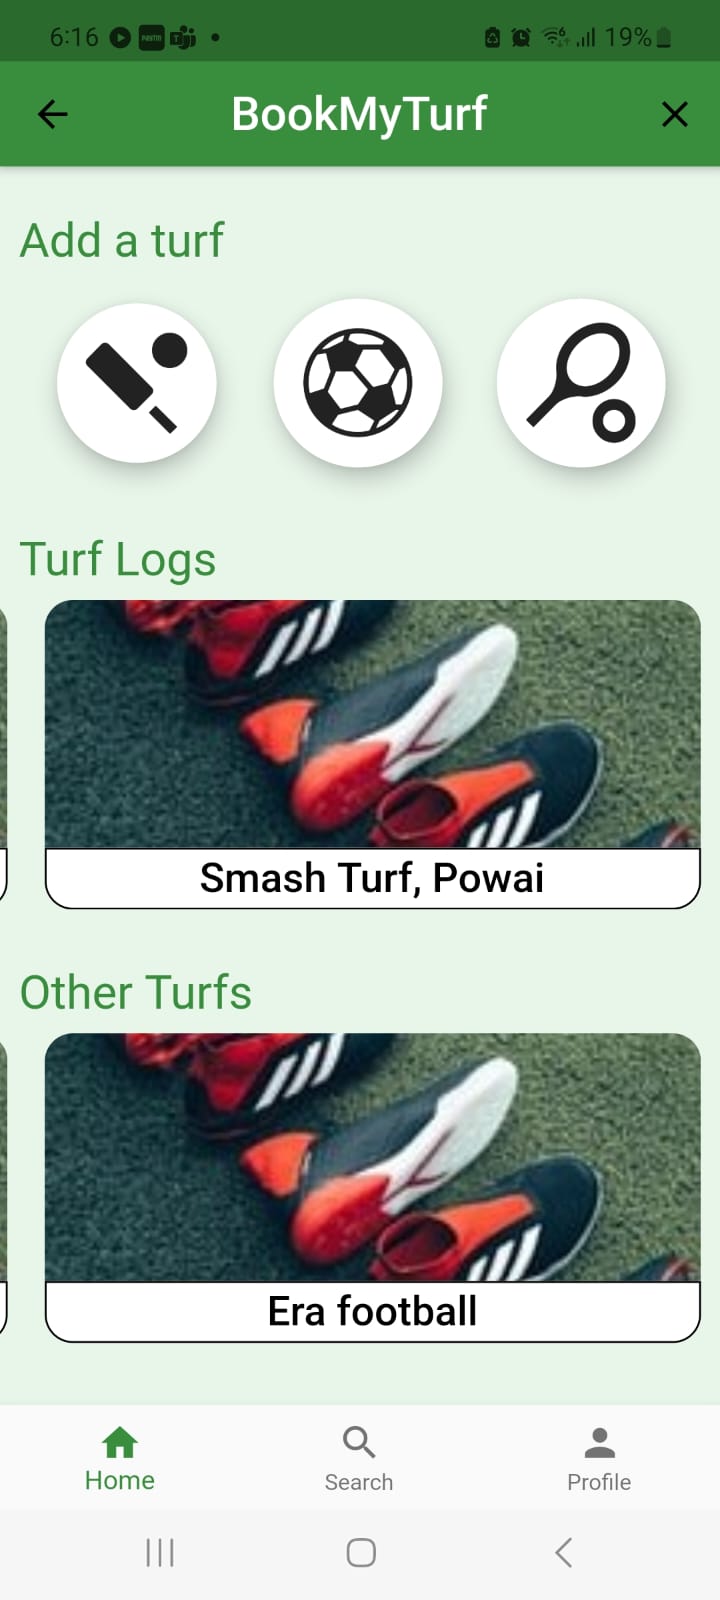 6:16 19%
BookMyTurf
Add a turf
Turf Logs
Smash Turf, Powai
Other Turfs
Era football
Home Search Profile